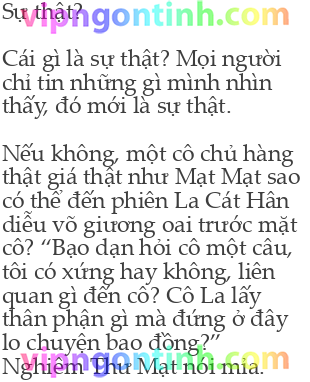 Sự thật?
vipngontinh.com
Cái gì là sự thật? Mọi người
chỉ tin những gì mình nhìn
thấy, đó mới là sự thật.
Nếu không, một cô chủ hàng
thật giá thật như Mạt Mạt sao
có thể đến phiên La Cát Hân
diễu võ giương oai trước mặt
cô? “Bạo dạn hỏi cô một câu,
tôi có xứng hay không, liên
quan gì đến cô? Cô La lấy
thân phận gì mà đứng ở đây
lo chuyện bao đồng?”
Nghiêm Thư Mạt nói mỉa.
vipngontinh.com